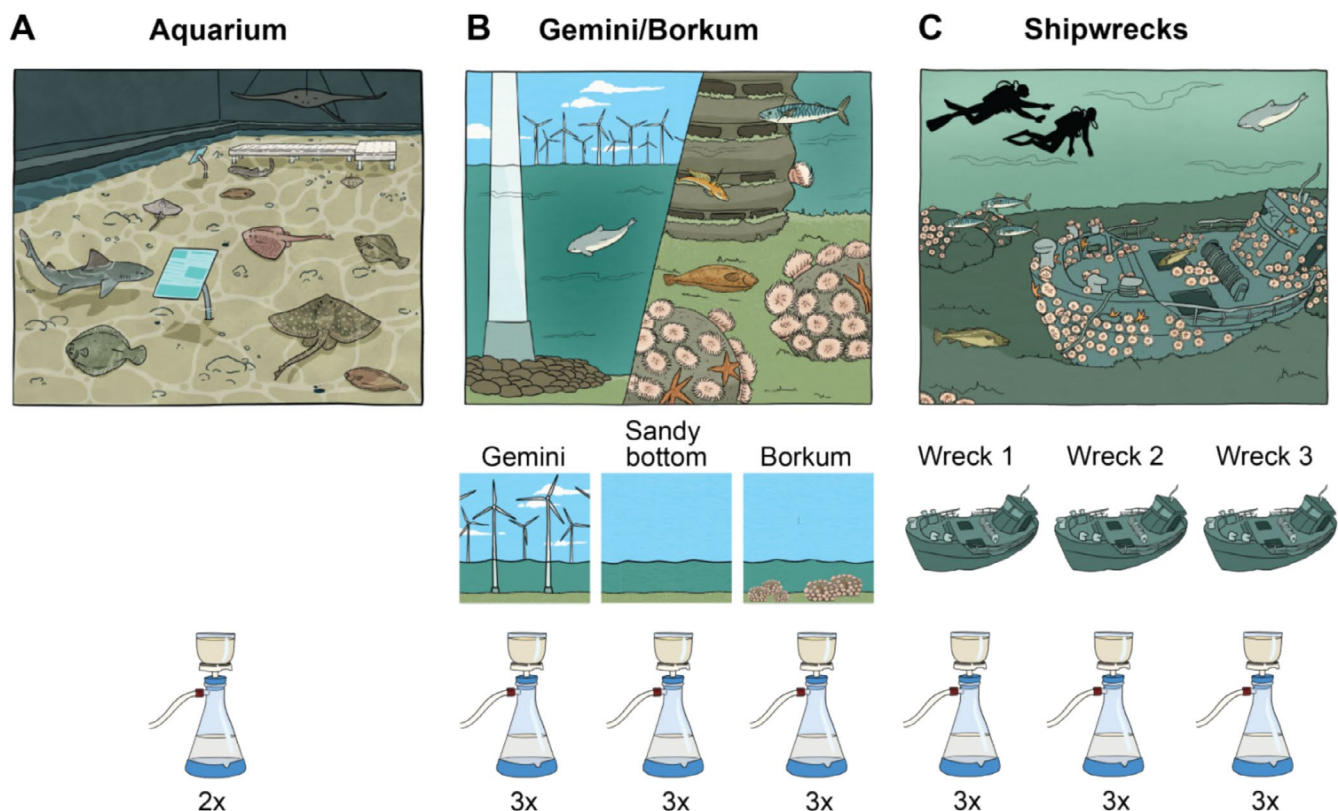 A Aquarium
B Gemini/Borkum
C Shipwrecks
Gemini
Sandy
bottom
Borkum
Wreck 1
Wreck 2
Wreck 3
2x
3x
3x
3x
3x
3x
3x